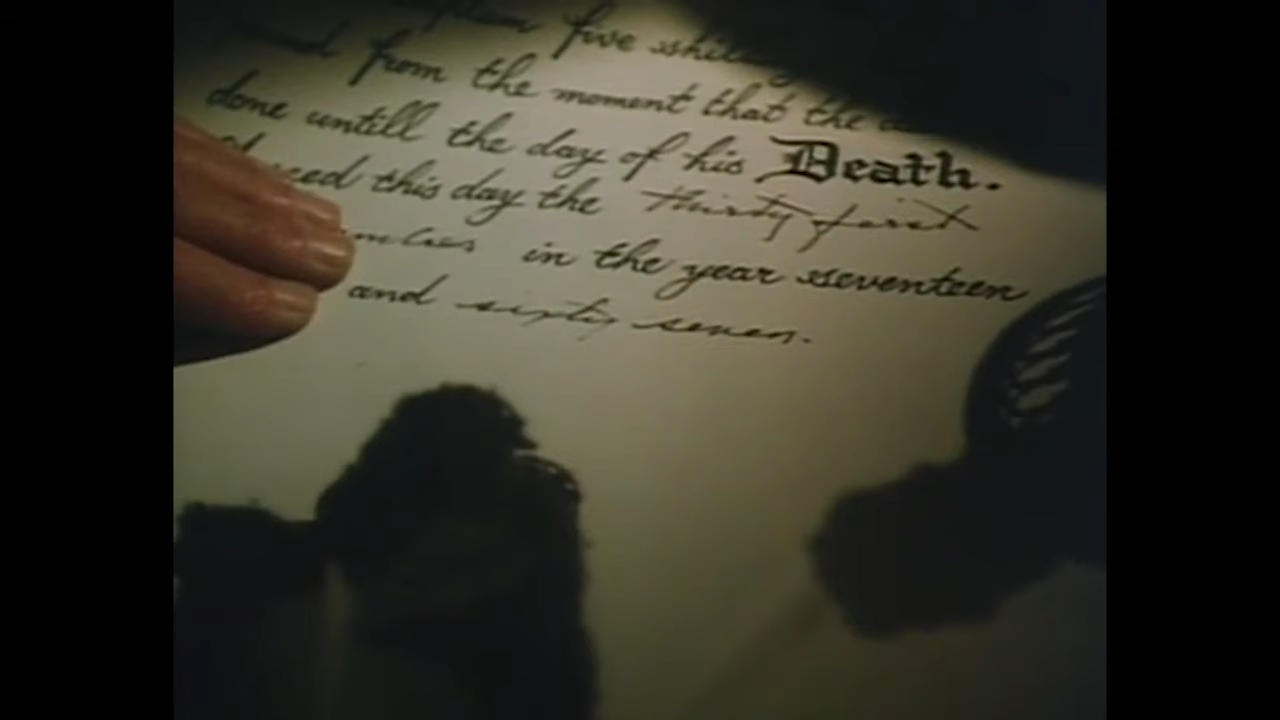 five
from the moment that the
done untill the day of his Death.
this day the thirty first
in the year seventeen
and sixty seven.